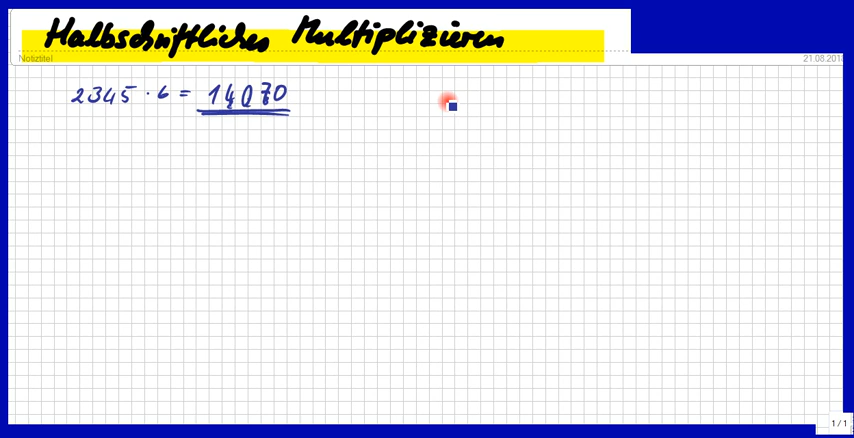 Halbschriftliches Multiplizieren
Notiztitel
21.08.201
2345 · 6 = 14070
1 / 1